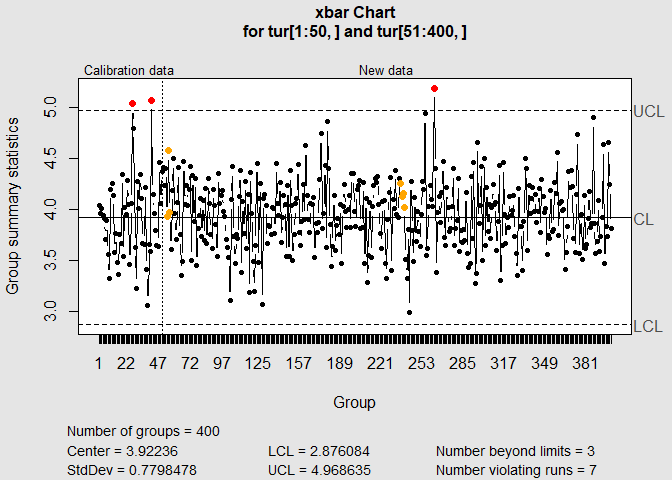 xbar Chart
for tur[1:50, ] and tur[51:400, ]
Calibration data New data
Group summary statistics
5.0
4.5
4.0
3.5
3.0
UCL
CL
LCL
1 22 47 72 97 125 157 189 221 253 285 317 349 381
Group
Number of groups = 400
Center = 3.92236 LCL = 2.876084 Number beyond limits = 3
StdDev = 0.7798478 UCL = 4.968635 Number violating runs = 7